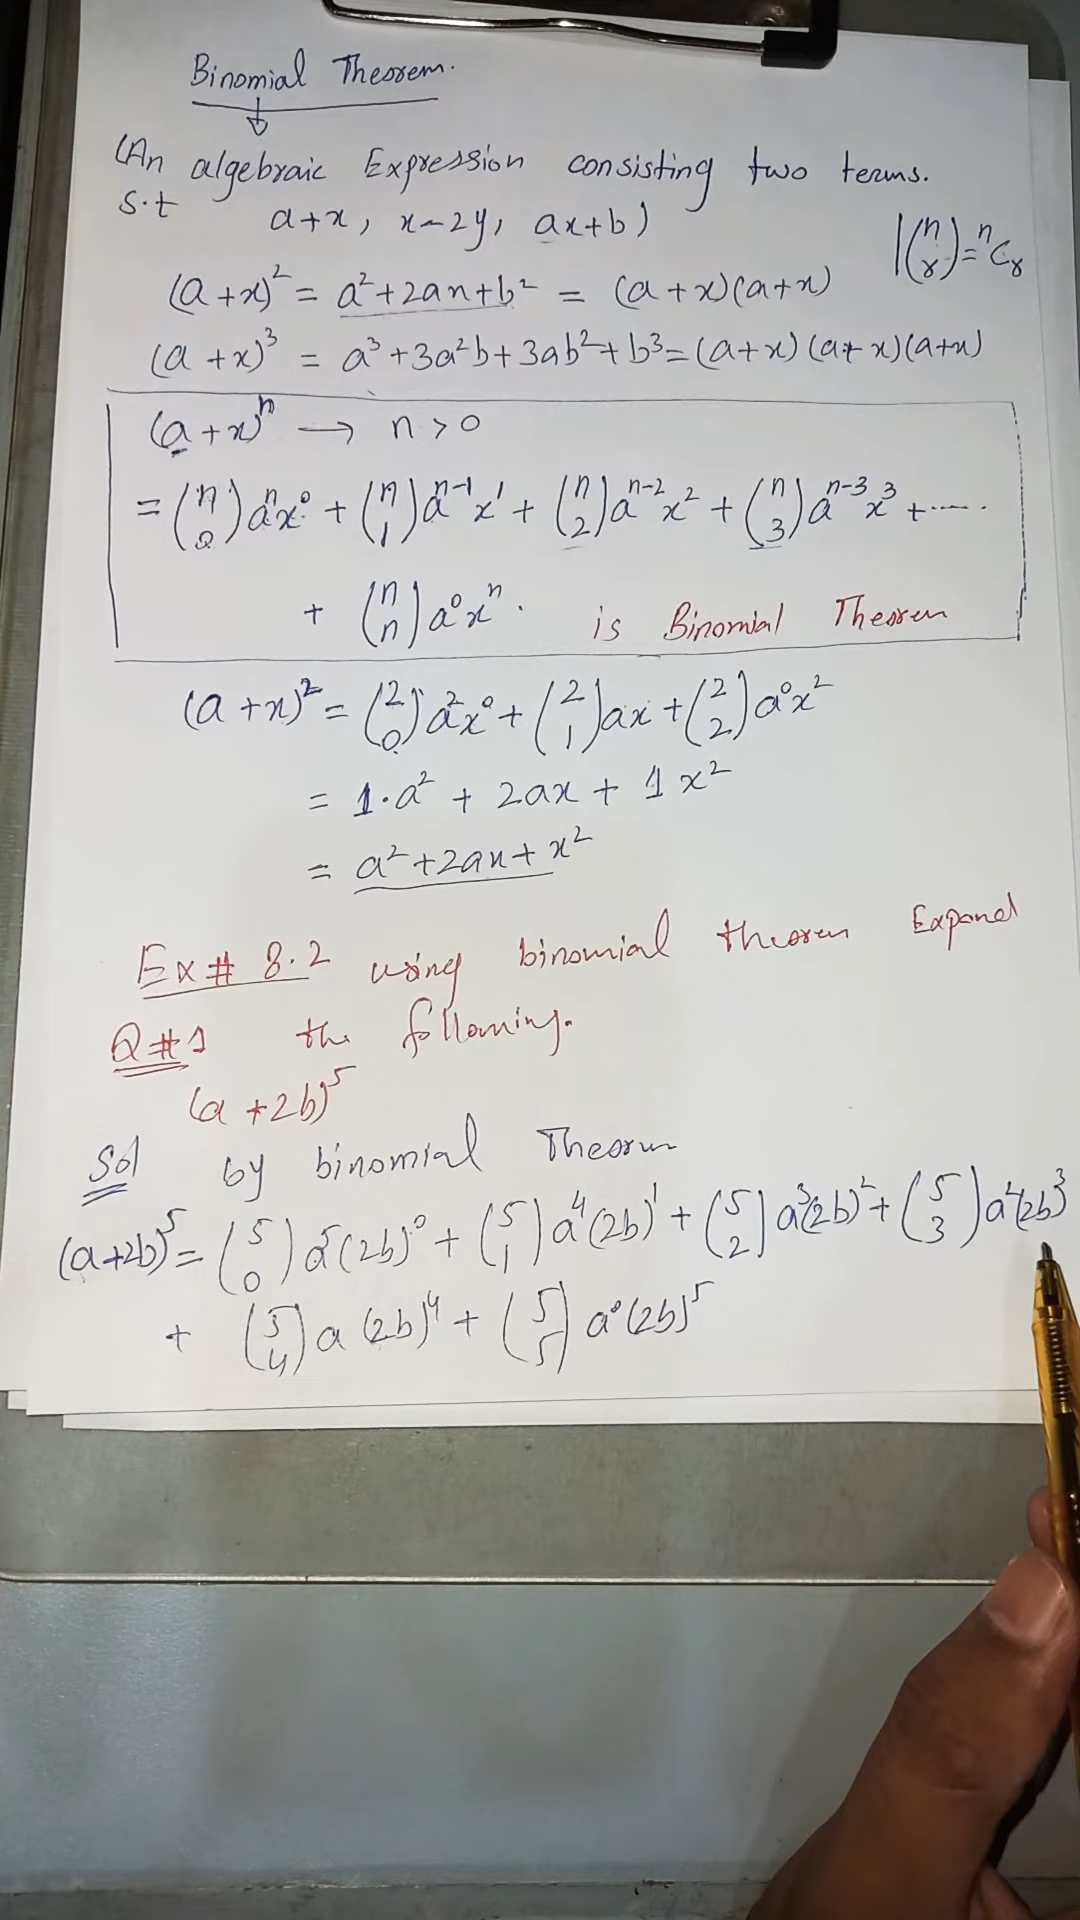 Binomial Theorem.
(An algebraic Expression consisting two terms.
s.t a+x, x-2y, ax+b)
|(n r) = ⁿCᵣ
(a+x)² = a²+2ax+b² = (a+x)(a+x)
(a+x)³ = a³+3a²b+3ab²+b³ = (a+x)(a+x)(a+x)
(a+x)ⁿ → n>0
= (n 0)aⁿx⁰ + (n 1)aⁿ⁻¹x¹ + (n 2)aⁿ⁻²x² + (n 3)aⁿ⁻³x³ + ......
+ (n n)a⁰xⁿ. is Binomial Theorem
(a+x)² = (2 0)a²x⁰ + (2 1)ax + (2 2)a⁰x²
= 1·a² + 2ax + 1x²
= a²+2ax+x²
Ex# 8.2 using binomial theorem Expand
Q#1 the following.
(a+2b)⁵
Sol by binomial Theorem
(a+2b)⁵ = (5 0)a⁵(2b)⁰ + (5 1)a⁴(2b)¹ + (5 2)a³(2b)² + (5 3)a²(2b)³
+ (5 4)a(2b)⁴ + (5 5)a⁰(2b)⁵